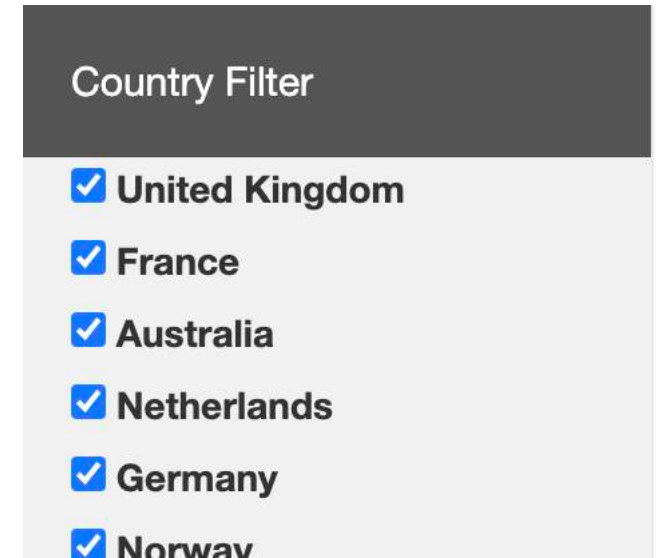 Country Filter
United Kingdom
France
Australia
Netherlands
Germany
Norway